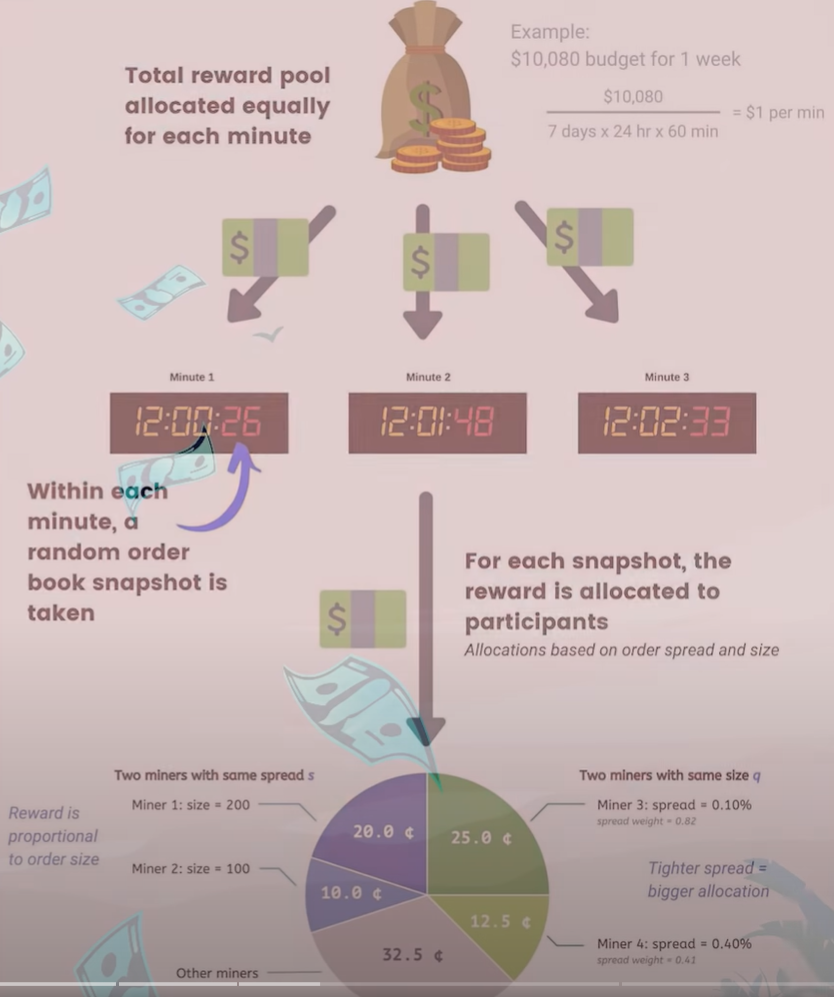 Total reward pool
allocated equally
for each minute
Example:
$10,080 budget for 1 week
$10,080
7 days x 24 hr x 60 min
= $1 per min
$
$
$
$
Minute 1
Minute 2
Minute 3
12:00:26
12:01:48
12:02:33
Within each
minute, a
random order
book snapshot is
taken
For each snapshot, the
reward is allocated to
participants
Allocations based on order spread and size
$
Two miners with same spread s
Two miners with same size q
Reward is
proportional
to order size
Miner 1: size = 200
Miner 2: size = 100
20.0 ¢
25.0 ¢
10.0 ¢
12.5 ¢
32.5 ¢
Miner 3: spread = 0.10%
spread weight = 0.82
Tighter spread =
bigger allocation
Miner 4: spread = 0.40%
spread weight = 0.41
Other miners